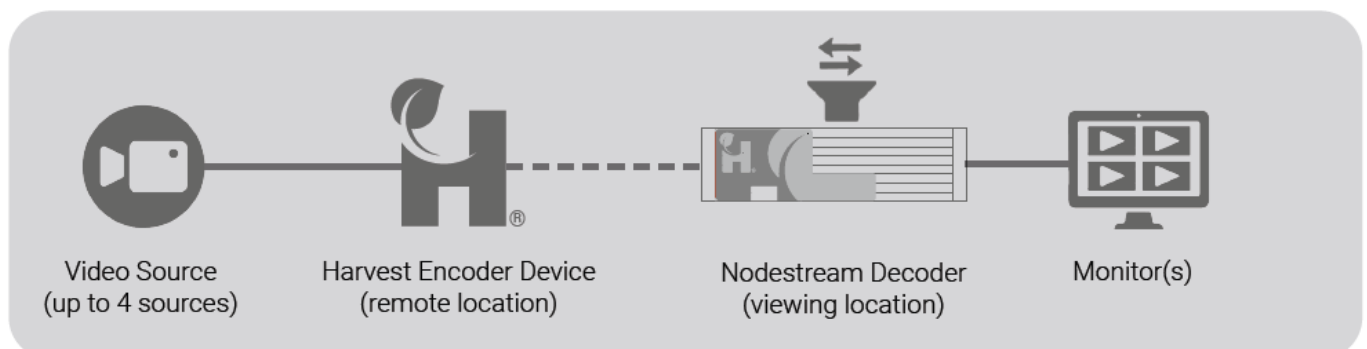 H®
Video Source
(up to 4 sources)
Harvest Encoder Device
(remote location)
Nodestream Decoder
(viewing location)
Monitor(s)